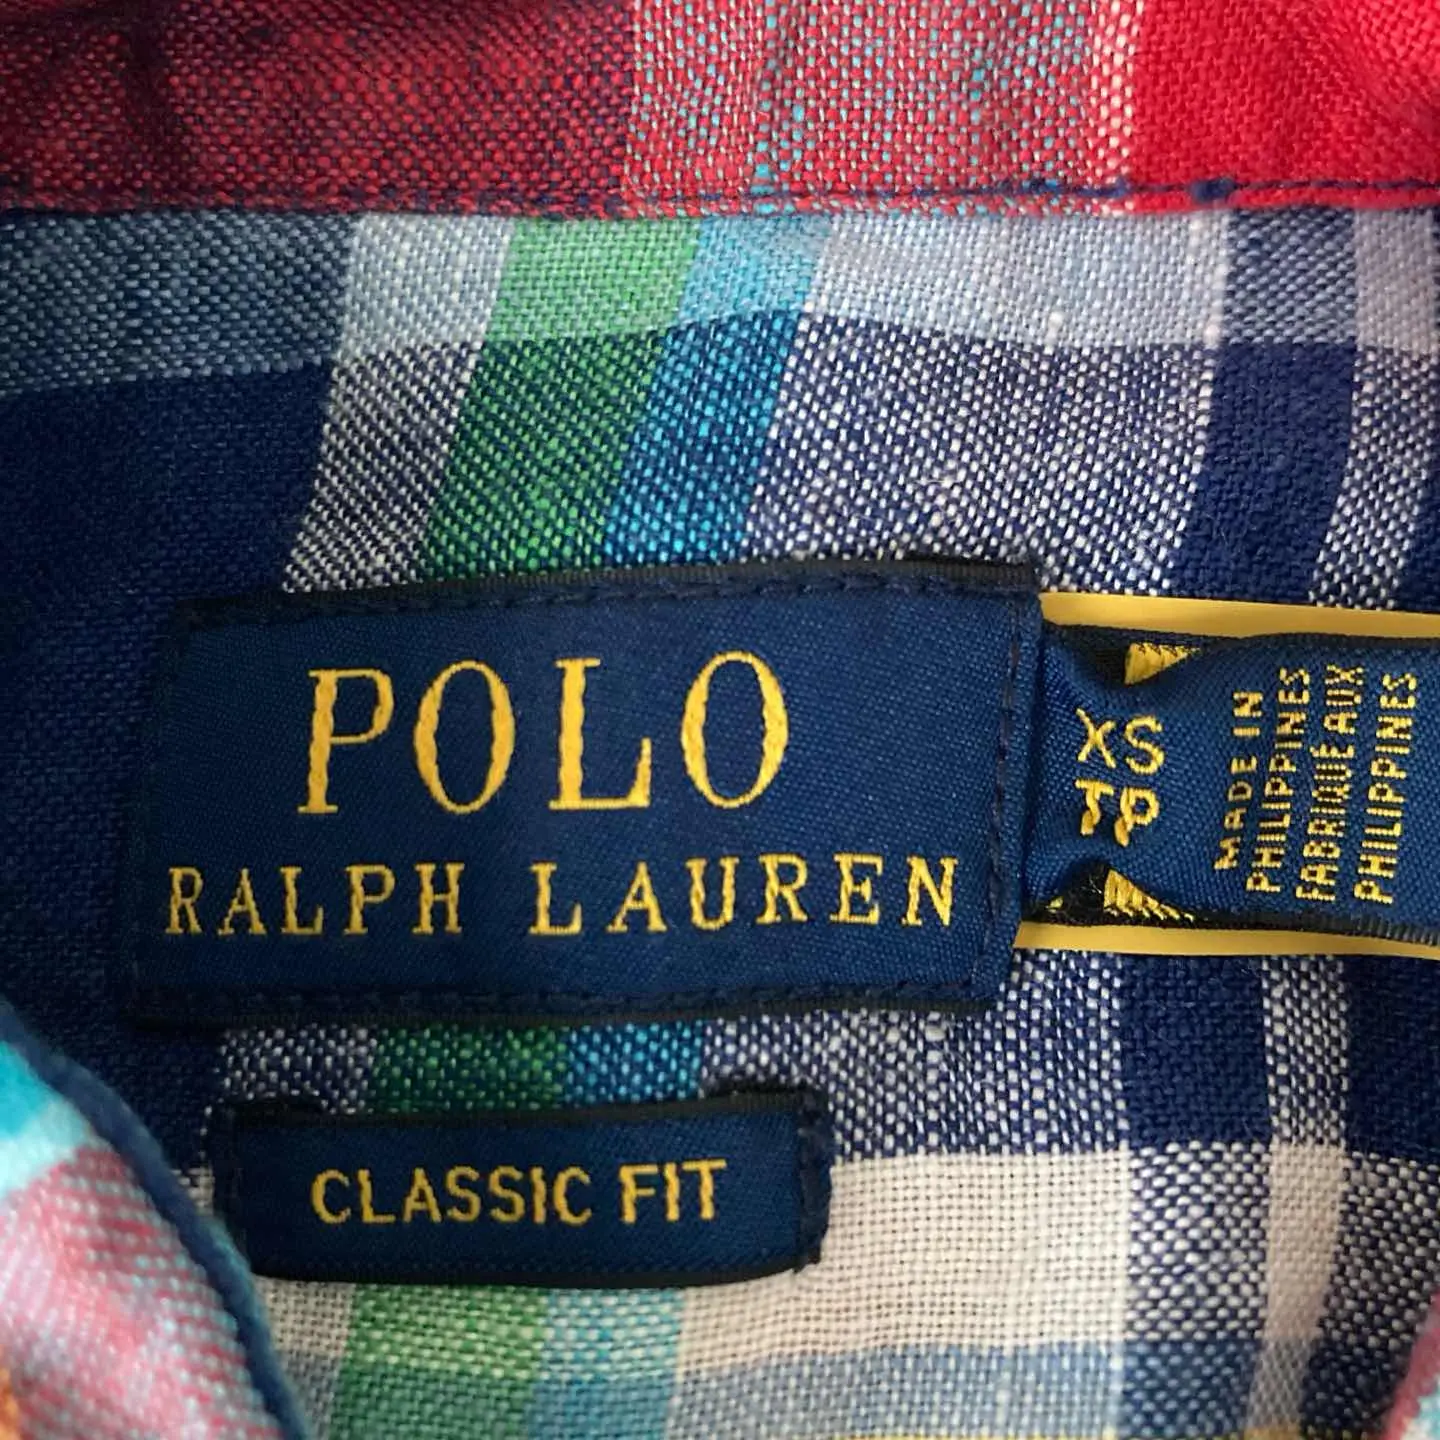 POLO
RALPH LAUREN
XS
TP
MADE IN
PHILIPPINES
FABRIQUÉ AUX
PHILIPPINES
CLASSIC FIT